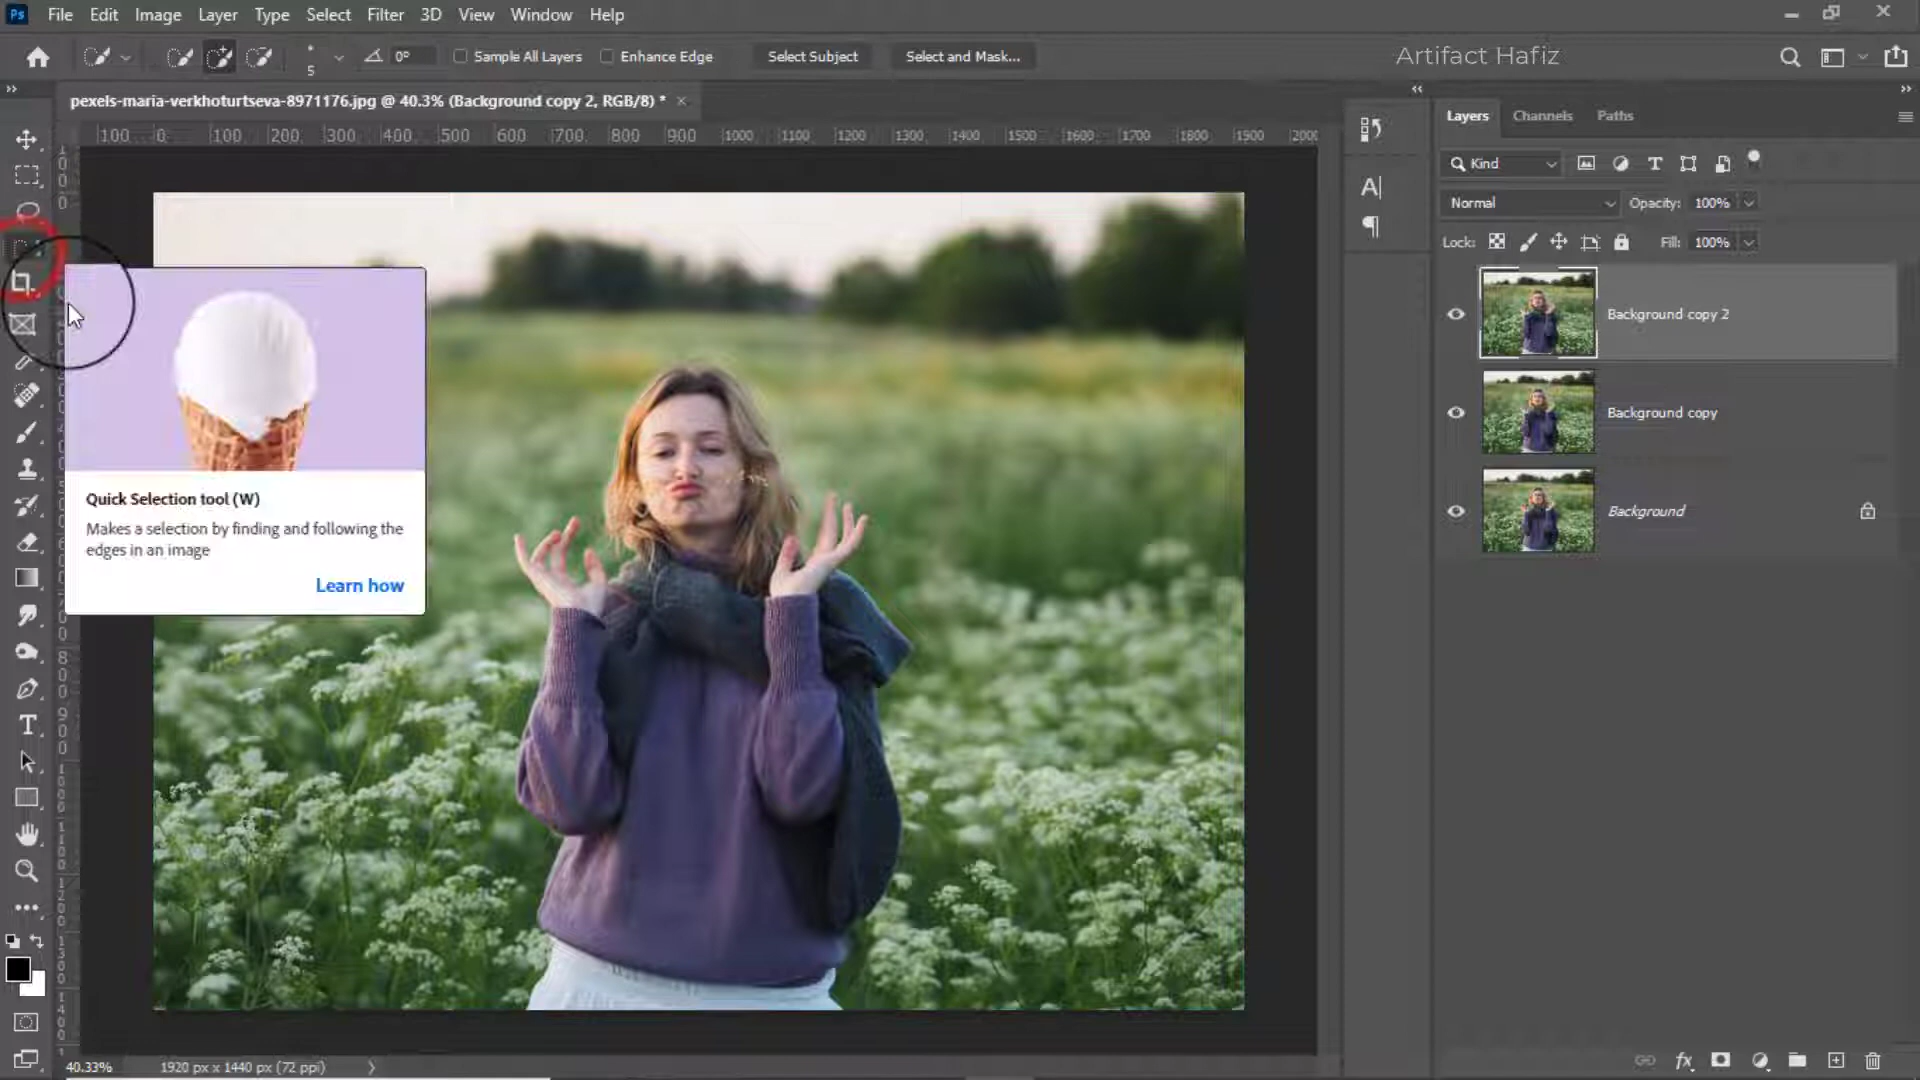 Ps File Edit Image Layer Type Select Filter 3D View Window Help
5 0° Sample All Layers Enhance Edge Select Subject Select and Mask... Artifact Hafiz
pexels-maria-verkhoturtseva-8971176.jpg @ 40.3% (Background copy 2, RGB/8) *
100 0 100 200 300 400 500 600 700 800 900 1000 1100 1200 1300 1400 1500 1600 1700 1800 1900 2000
Layers Channels Paths
Kind
Normal Opacity: 100%
Lock: Fill: 100%
Background copy 2
Background copy
Background
Quick Selection tool (W)
Makes a selection by finding and following the
edges in an image
Learn how
40.33% 1920 px x 1440 px (72 ppi)